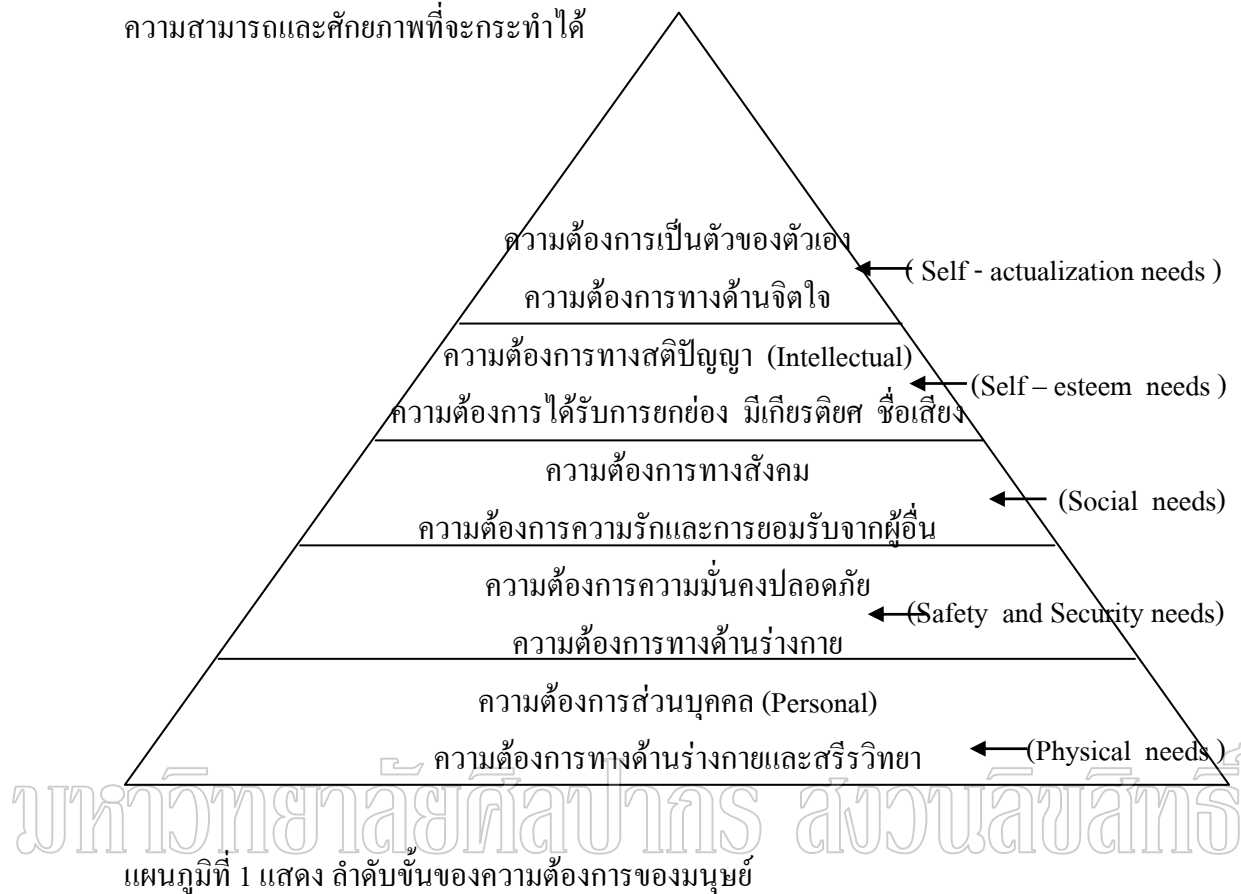 ความสามารถและศักยภาพที่จะกระทำได้
ความต้องการเป็นตัวของตัวเอง
( Self - actualization needs )
ความต้องการทางด้านจิตใจ
ความต้องการทางสติปัญญา (Intellectual)
(Self – esteem needs )
ความต้องการได้รับการยกย่อง มีเกียรติยศ ชื่อเสียง
ความต้องการทางสังคม
(Social needs)
ความต้องการความรักและการยอมรับจากผู้อื่น
ความต้องการความมั่นคงปลอดภัย
(Safety and Security needs)
ความต้องการทางด้านร่างกาย
ความต้องการส่วนบุคคล (Personal)
ความต้องการทางด้านร่างกายและสรีรวิทยา
(Physical needs )
มหาวิทยาลัยศิลปากร สงวนลิขสิทธิ์
แผนภูมิที่ 1 แสดง ลำดับขั้นของความต้องการของมนุษย์